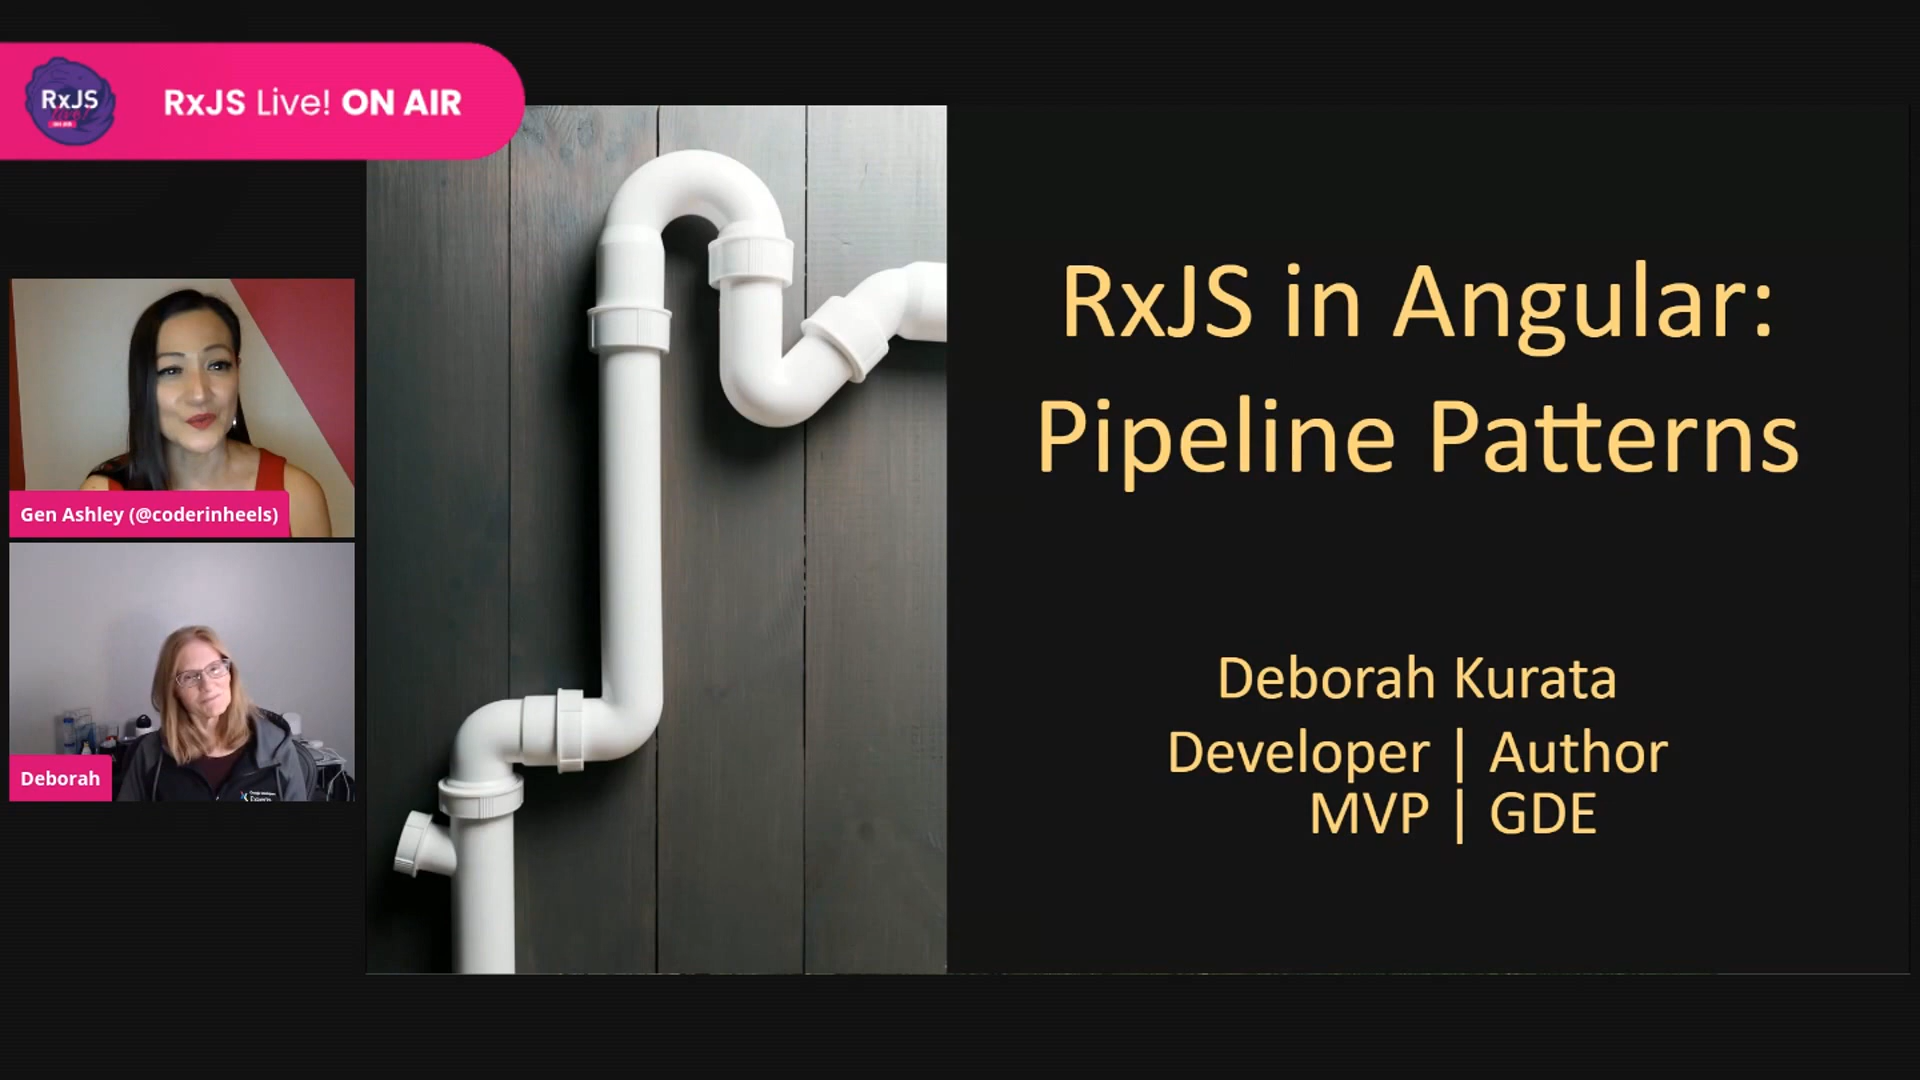 RxJS
RxJS Live! ON AIR
RxJS in Angular:
Pipeline Patterns
Gen Ashley (@coderinheels)
Deborah Kurata
Developer | Author
MVP | GDE
Deborah